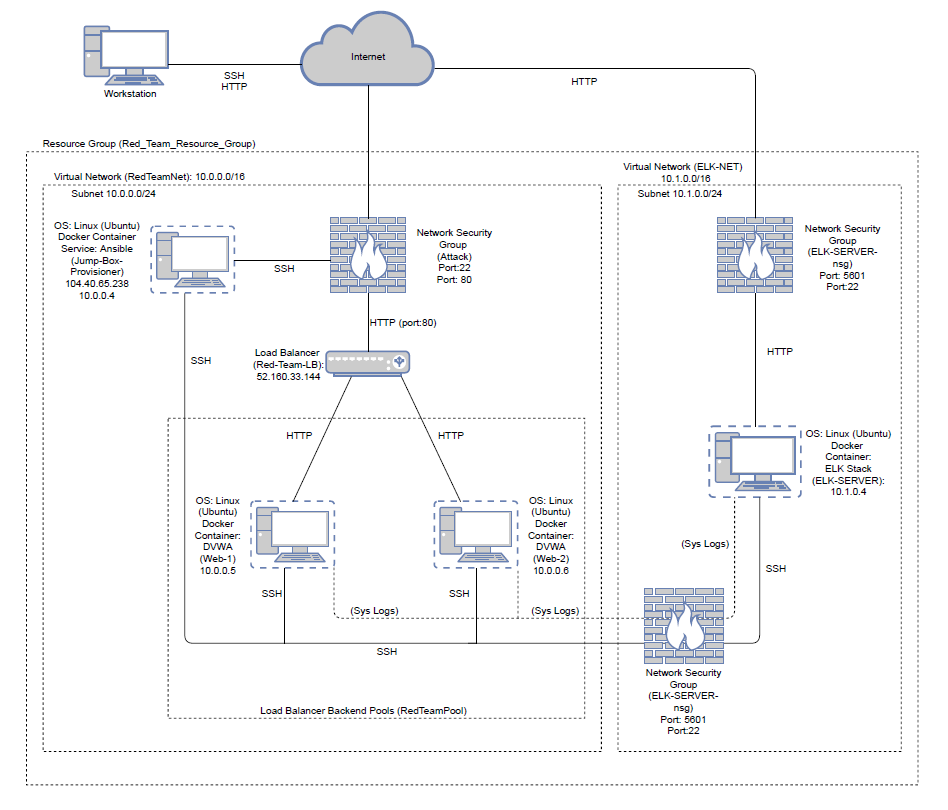 Internet
SSH
HTTP
HTTP
Workstation
Resource Group (Red_Team_Resource_Group)
Virtual Network (RedTeamNet): 10.0.0.0/16
Subnet 10.0.0.0/24
Virtual Network (ELK-NET)
10.1.0.0/16
Subnet 10.1.0.0/24
OS: Linux (Ubuntu)
Docker Container
Service: Ansible
(Jump-Box-
Provisioner)
104.40.65.238
10.0.0.4
SSH
Network Security
Group
(Attack)
Port:22
Port: 80
Network Security
Group
(ELK-SERVER-
nsg)
Port: 5601
Port:22
HTTP (port:80)
SSH
Load Balancer
(Red-Team-LB):
52.160.33.144
HTTP
HTTP
HTTP
OS: Linux (Ubuntu)
Docker
Container:
ELK Stack
(ELK-SERVER):
10.1.0.4
OS: Linux
(Ubuntu)
Docker
Container:
DVWA
(Web-1)
10.0.0.5
OS: Linux
(Ubuntu)
Docker
Container:
DVWA
(Web-2)
10.0.0.6
(Sys Logs)
SSH
SSH
SSH
(Sys Logs)
(Sys Logs)
SSH
Network Security
Group
(ELK-SERVER-
nsg)
Port: 5601
Port:22
Load Balancer Backend Pools (RedTeamPool)